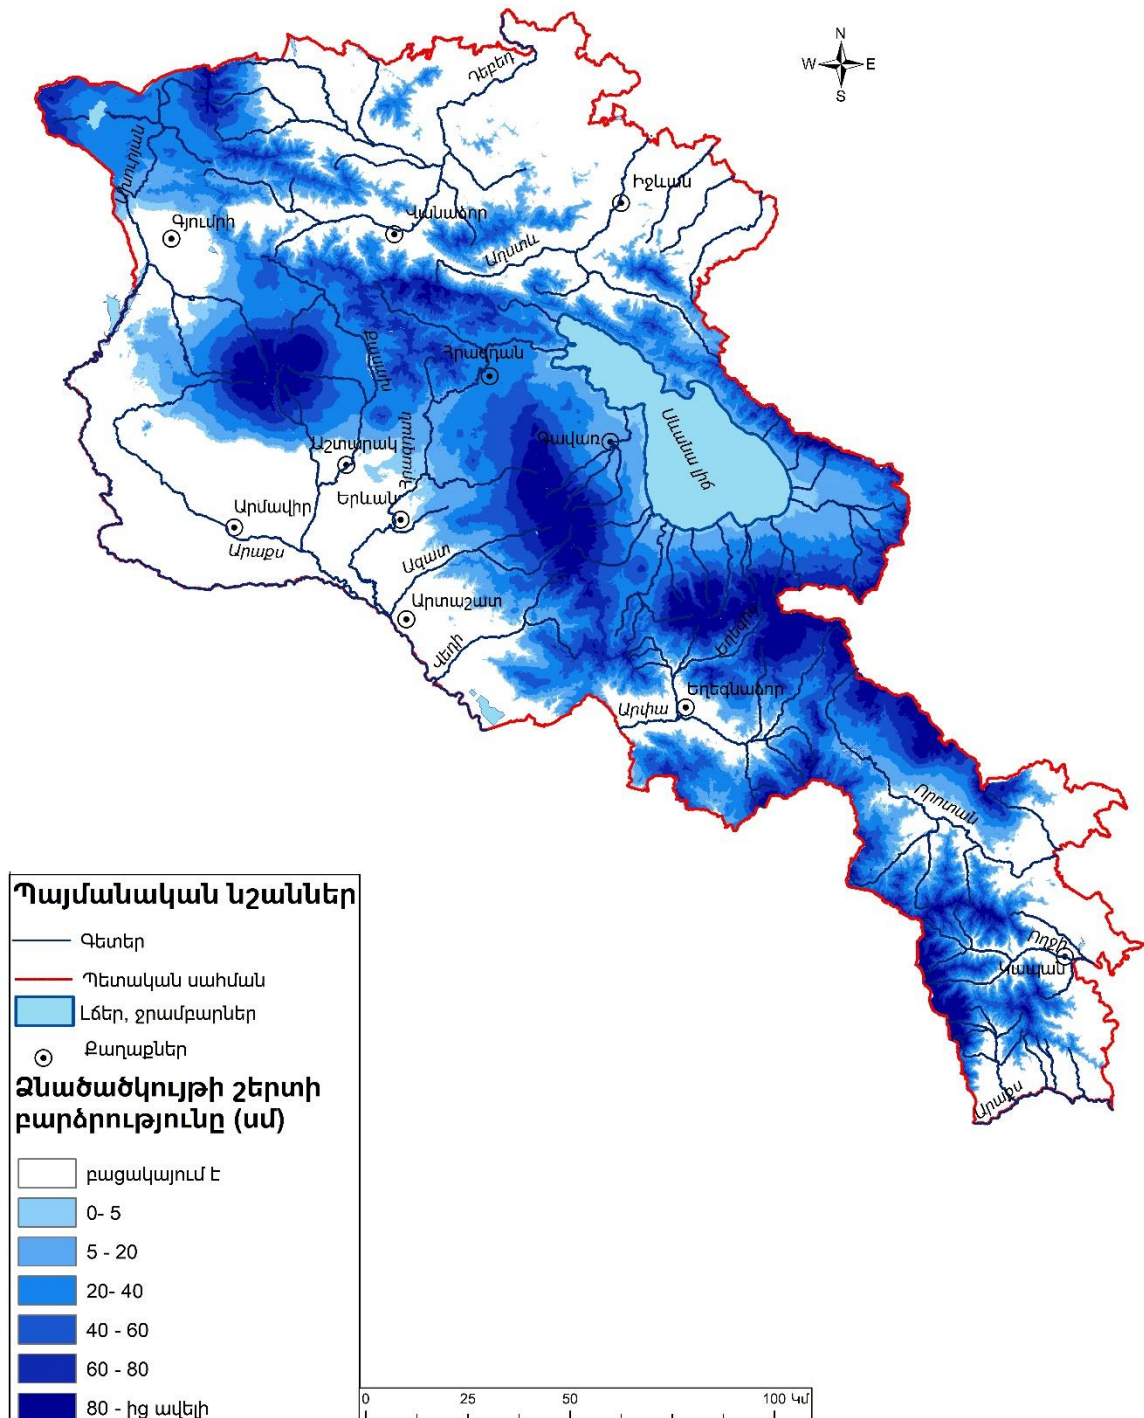 N
W E
S
Դեբեդ
Ախուրյան
Իջևան
Գյումրի
Վանաձոր
Աղստև
Քասախ
Հրազդան
Սևանա լիճ
Գավառ
Հրազդան
Աշտարակ
Երևան
Արմավիր
Արաքս
Ազատ
Արտաշատ
Վեդի
Եղեգիս
Եղեգնաձոր
Արփա
Որոտան
Ողջի
Կապան
Արաքս
Պայմանական նշաններ
Գետեր
Պետական սահման
Լճեր, ջրամբարներ
Քաղաքներ
Ձնածածկույթի շերտի
բարձրությունը (սմ)
բացակայում է
0- 5
5 - 20
20- 40
40 - 60
60 - 80
80 - ից ավելի
0 25 50 100 Կմ